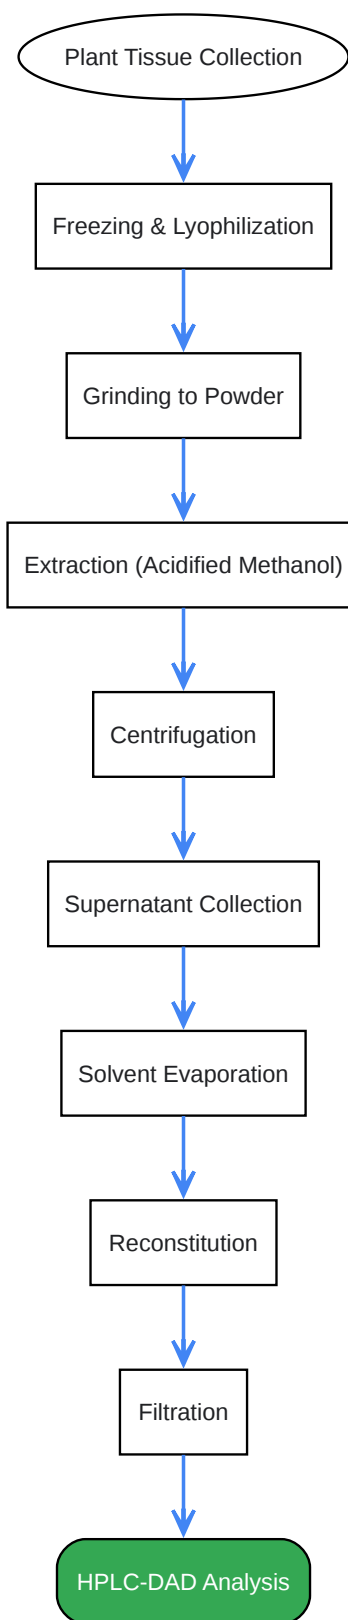 Plant Tissue Collection
Freezing & Lyophilization
Grinding to Powder
Extraction (Acidified Methanol)
Centrifugation
Supernatant Collection
Solvent Evaporation
Reconstitution
Filtration
HPLC-DAD Analysis